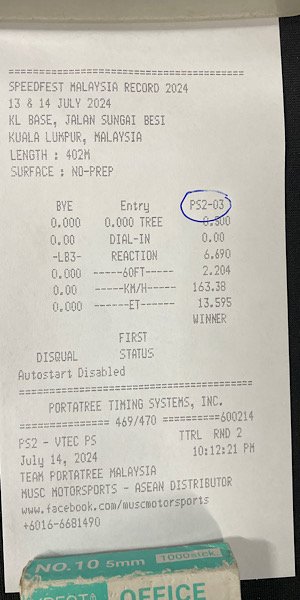 ==========================================
SPEEDFEST MALAYSIA RECORD 2024
13 & 14 JULY 2024
KL BASE, JALAN SUNGAI BESI
KUALA LUMPUR, MALAYSIA
LENGTH : 402M
SURFACE : NO-PREP
BYE Entry PS2-03
0.000 0.000 TREE 0.500
0.00 DIAL-IN 0.00
-LB3- REACTION 6.690
0.000 ------60FT----- 2.204
0.00 ------KM/H------ 163.38
0.000 -------ET------ 13.595
WINNER
FIRST
DISQUAL STATUS
Autostart Disabled
==========================================
PORTATREE TIMING SYSTEMS, INC.
================ 469/470 ==========600214
PS2 - VTEC PS TTRL RND 2
July 14, 2024 10:12:21 PM
TEAM PORTATREE MALAYSIA
MUSC MOTORSPORTS - ASEAN DISTRIBUTOR
www.facebook.com/muscmotorsports
+6016-6681490
NO.10 5mm 1000stck.
OFFICE